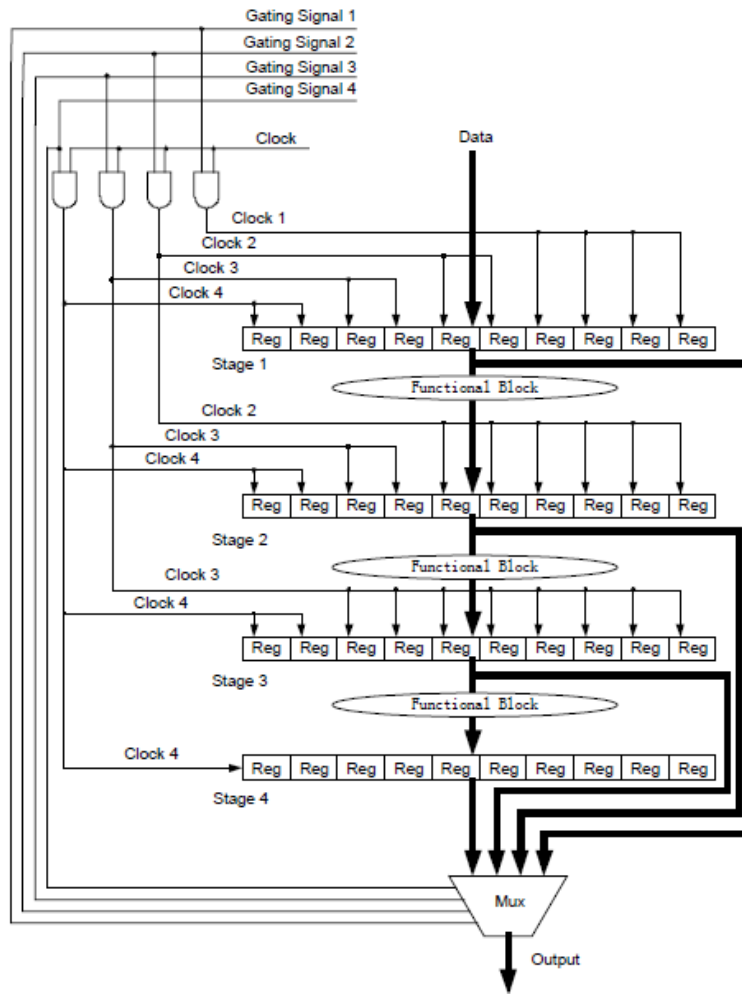 Gating Signal 1
Gating Signal 2
Gating Signal 3
Gating Signal 4
Clock
Data
Clock 1
Clock 2
Clock 3
Clock 4
Reg Reg Reg Reg Reg Reg Reg Reg Reg Reg
Stage 1
Functional Block
Clock 2
Clock 3
Clock 4
Reg Reg Reg Reg Reg Reg Reg Reg Reg Reg
Stage 2
Functional Block
Clock 3
Clock 4
Reg Reg Reg Reg Reg Reg Reg Reg Reg Reg
Stage 3
Functional Block
Clock 4
Reg Reg Reg Reg Reg Reg Reg Reg Reg Reg
Stage 4
Mux
Output